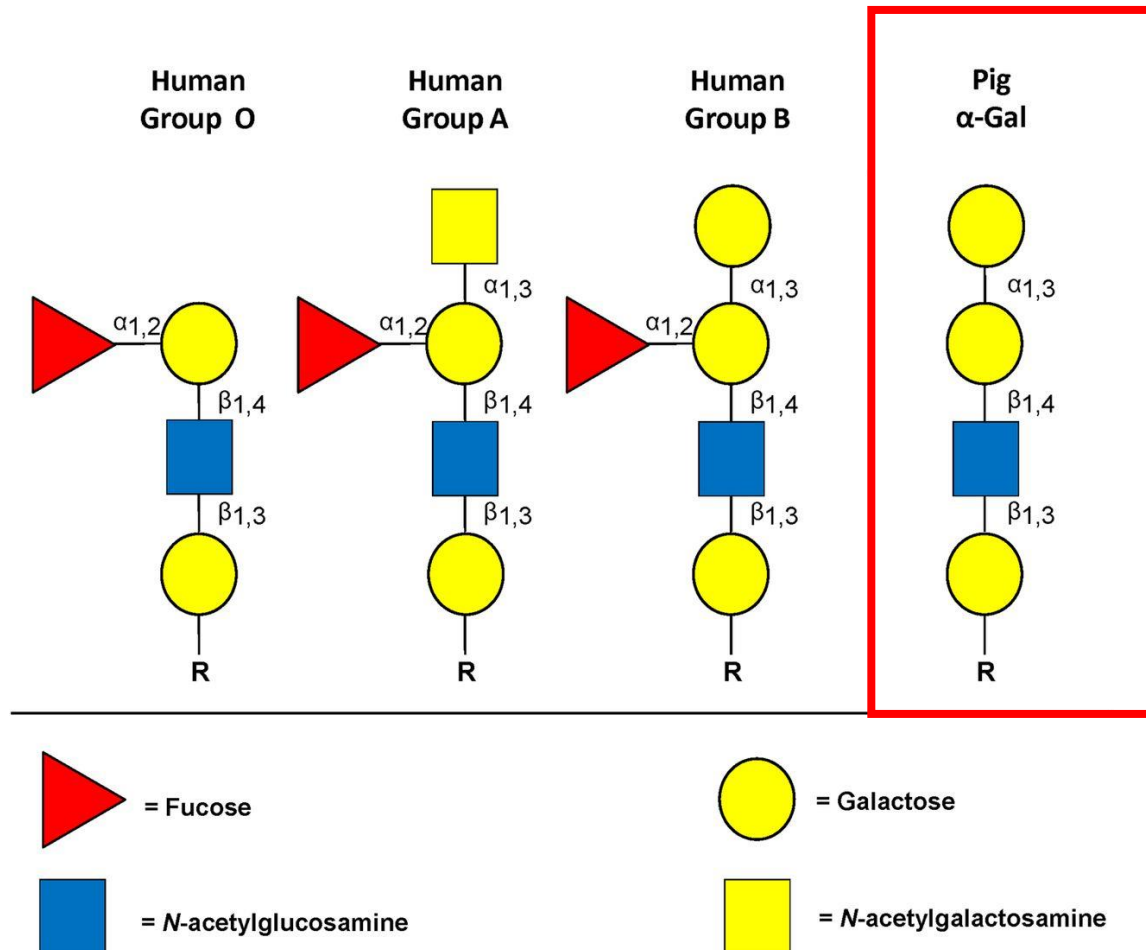 Human
Group O
Human
Group A
Human
Group B
Pig
α-Gal
α1,3
α1,3
α1,3
α1,2
α1,2
α1,2
β1,4
β1,4
β1,4
β1,4
β1,3
β1,3
β1,3
β1,3
R
R
R
R
= Fucose
= Galactose
= N-acetylglucosamine
= N-acetylgalactosamine